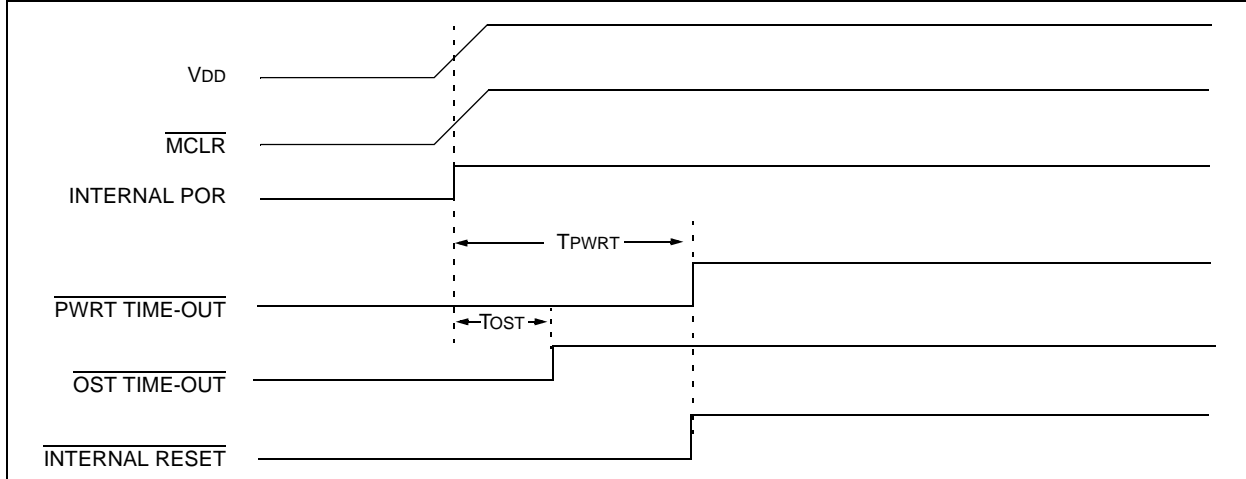 VDD
MCLR
INTERNAL POR
TPWRT
PWRT TIME-OUT
TOST
OST TIME-OUT
INTERNAL RESET